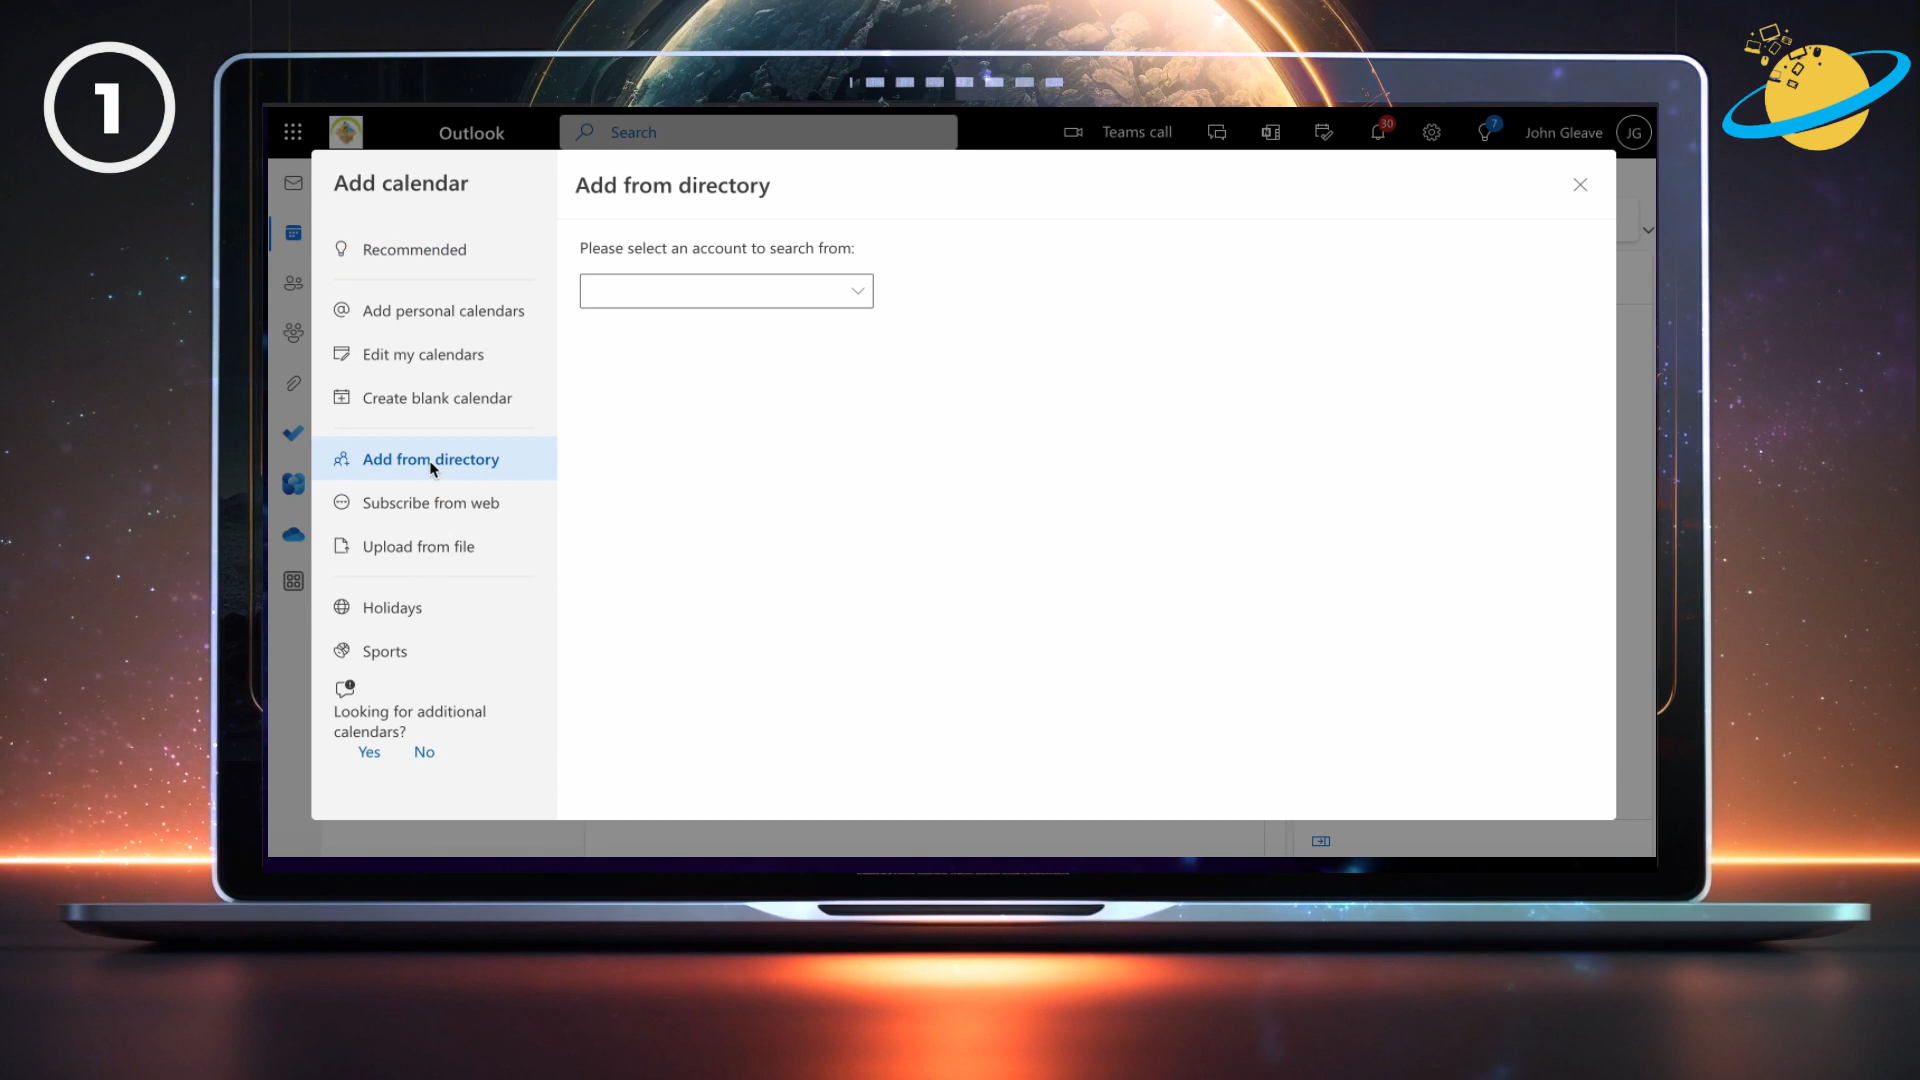 1
Outlook
Search
Teams call
30
7
John Gleave
JG
Add calendar
Recommended
Add personal calendars
Edit my calendars
Create blank calendar
Add from directory
Subscribe from web
Upload from file
Holidays
Sports
Looking for additional
calendars?
Yes No
Add from directory
Please select an account to search from: